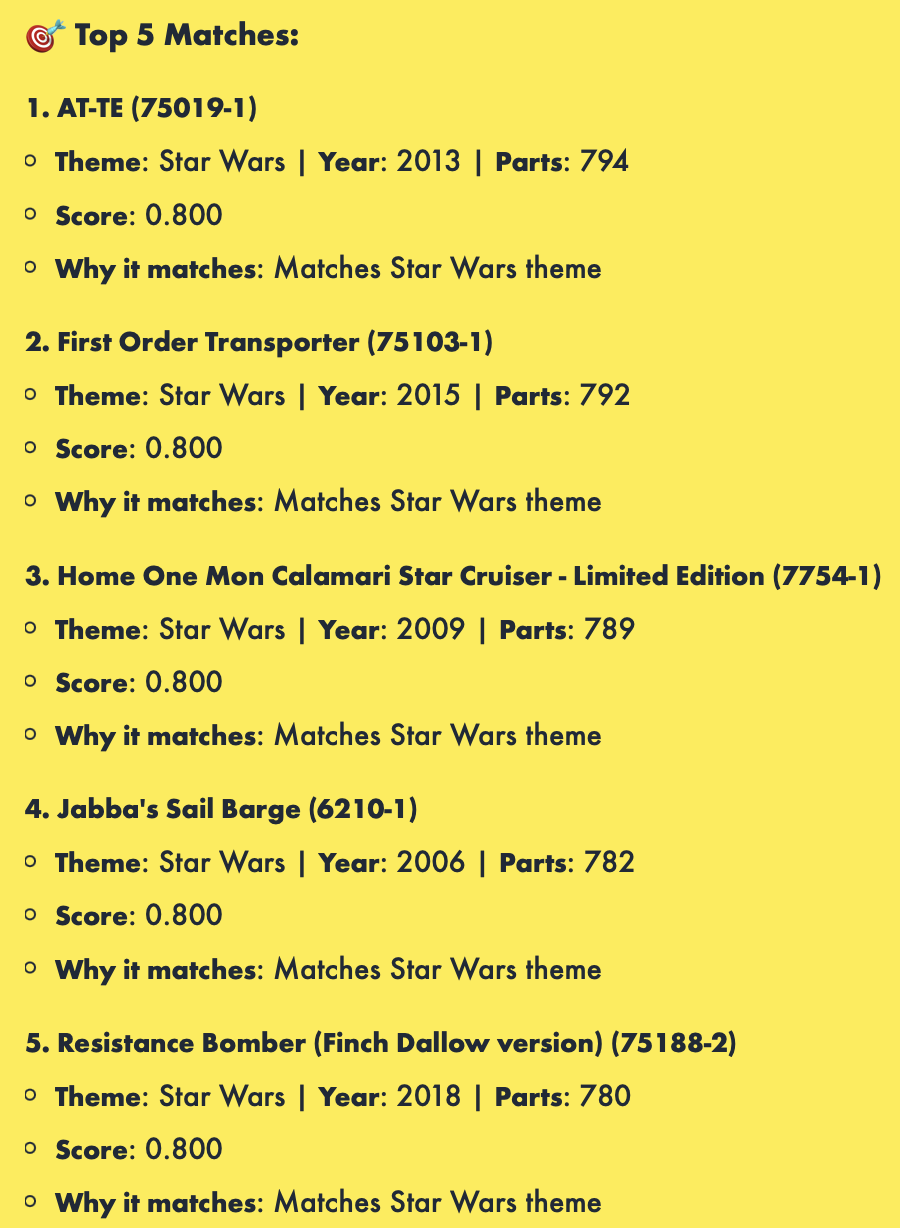 🎯 Top 5 Matches:
1. AT-TE (75019-1)
○ Theme: Star Wars | Year: 2013 | Parts: 794
○ Score: 0.800
○ Why it matches: Matches Star Wars theme
2. First Order Transporter (75103-1)
○ Theme: Star Wars | Year: 2015 | Parts: 792
○ Score: 0.800
○ Why it matches: Matches Star Wars theme
3. Home One Mon Calamari Star Cruiser - Limited Edition (7754-1)
○ Theme: Star Wars | Year: 2009 | Parts: 789
○ Score: 0.800
○ Why it matches: Matches Star Wars theme
4. Jabba's Sail Barge (6210-1)
○ Theme: Star Wars | Year: 2006 | Parts: 782
○ Score: 0.800
○ Why it matches: Matches Star Wars theme
5. Resistance Bomber (Finch Dallow version) (75188-2)
○ Theme: Star Wars | Year: 2018 | Parts: 780
○ Score: 0.800
○ Why it matches: Matches Star Wars theme